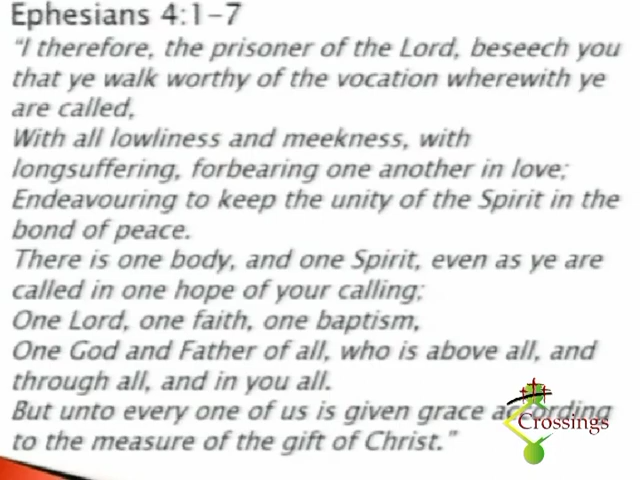 Ephesians 4:1-7
“I therefore, the prisoner of the Lord, beseech you
that ye walk worthy of the vocation wherewith ye
are called,
With all lowliness and meekness, with
longsuffering, forbearing one another in love;
Endeavouring to keep the unity of the Spirit in the
bond of peace.
There is one body, and one Spirit, even as ye are
called in one hope of your calling;
One Lord, one faith, one baptism,
One God and Father of all, who is above all, and
through all, and in you all.
But unto every one of us is given grace according
to the measure of the gift of Christ.”
Crossings